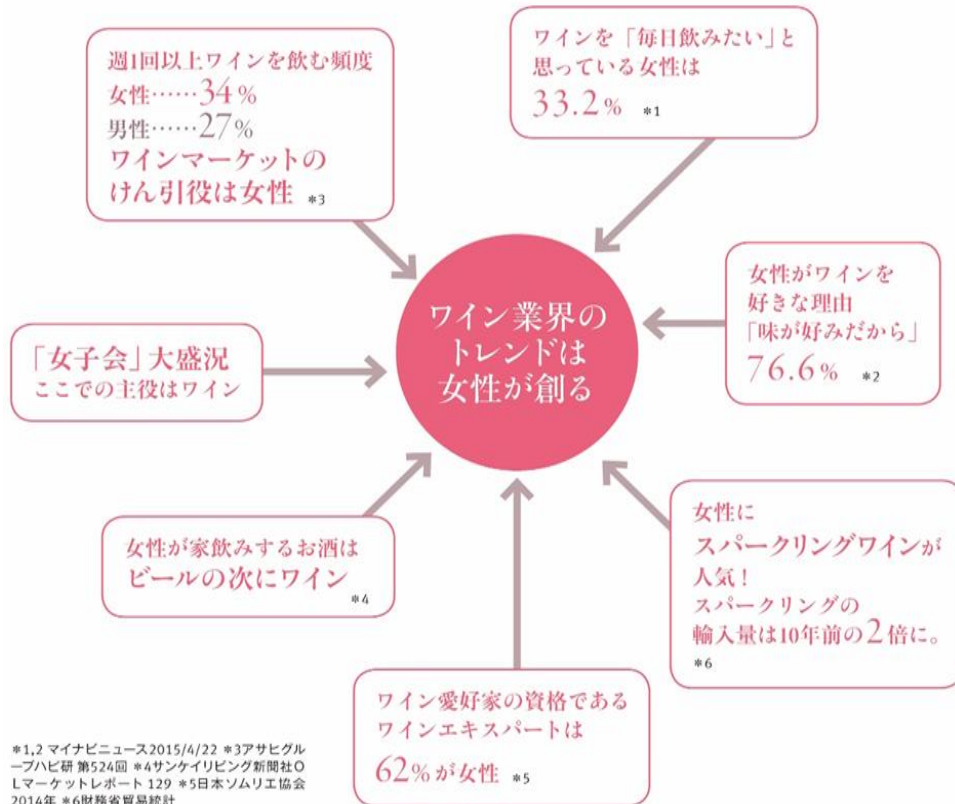 週1回以上ワインを飲む頻度
女性……34%
男性……27%
ワインマーケットの
けん引役は女性 *3
ワインを「毎日飲みたい」と
思っている女性は
33.2% *1
女性がワインを
好きな理由
「味が好みだから」
76.6% *2
ワイン業界の
トレンドは
女性が創る
「女子会」大盛況
ここでの主役はワイン
女性が家飲みするお酒は
ビールの次にワイン
*4
女性に
スパークリングワインが
人気！
スパークリングの
輸入量は10年前の2倍に。
*6
ワイン愛好家の資格である
ワインエキスパートは
62%が女性 *5
*1,2 マイナビニュース2015/4/22 *3アサヒグル
ープハピ研 第524回 *4サンケイリビング新聞社O
Lマーケットレポート 129 *5日本ソムリエ協会
2014年 *6財務省貿易統計